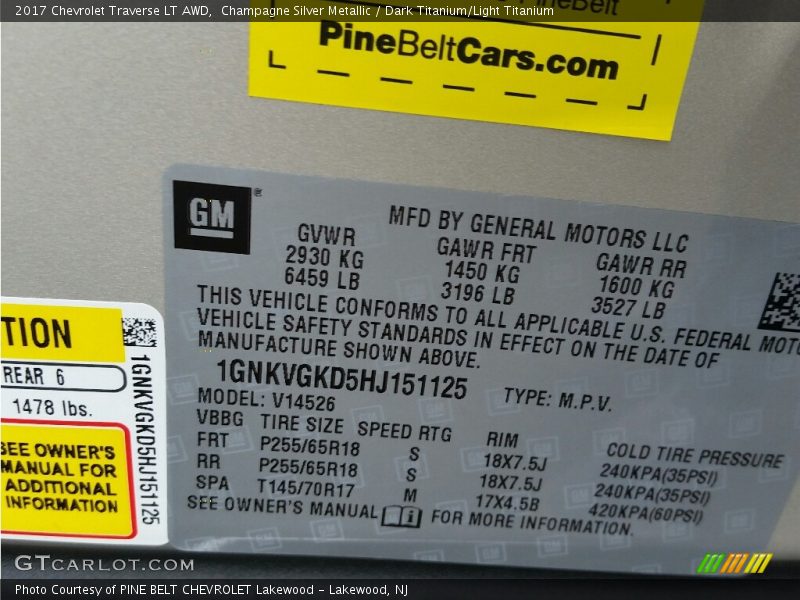 2017 Chevrolet Traverse LT AWD, Champagne Silver Metallic / Dark Titanium/Light Titanium
PineBelt
PineBeltCars.com
GM®
MFD BY GENERAL MOTORS LLC
GVWR GAWR FRT GAWR RR
2930 KG 1450 KG 1600 KG
6459 LB 3196 LB 3527 LB
THIS VEHICLE CONFORMS TO ALL APPLICABLE U.S. FEDERAL MOTO
VEHICLE SAFETY STANDARDS IN EFFECT ON THE DATE OF
MANUFACTURE SHOWN ABOVE.
1GNKVGKD5HJ151125 TYPE: M.P.V.
MODEL: V14526
VBBG TIRE SIZE SPEED RTG RIM COLD TIRE PRESSURE
FRT P255/65R18 S 18X7.5J 240KPA(35PSI)
RR P255/65R18 S 18X7.5J 240KPA(35PSI)
SPA T145/70R17 M 17X4.5B 420KPA(60PSI)
SEE OWNER'S MANUAL i FOR MORE INFORMATION.
TION
REAR 6
1478 lbs.
SEE OWNER'S
MANUAL FOR
ADDITIONAL
INFORMATION
1GNKVGKD5HJ151125
GTCarlot.com
Photo Courtesy of PINE BELT CHEVROLET Lakewood - Lakewood, NJ